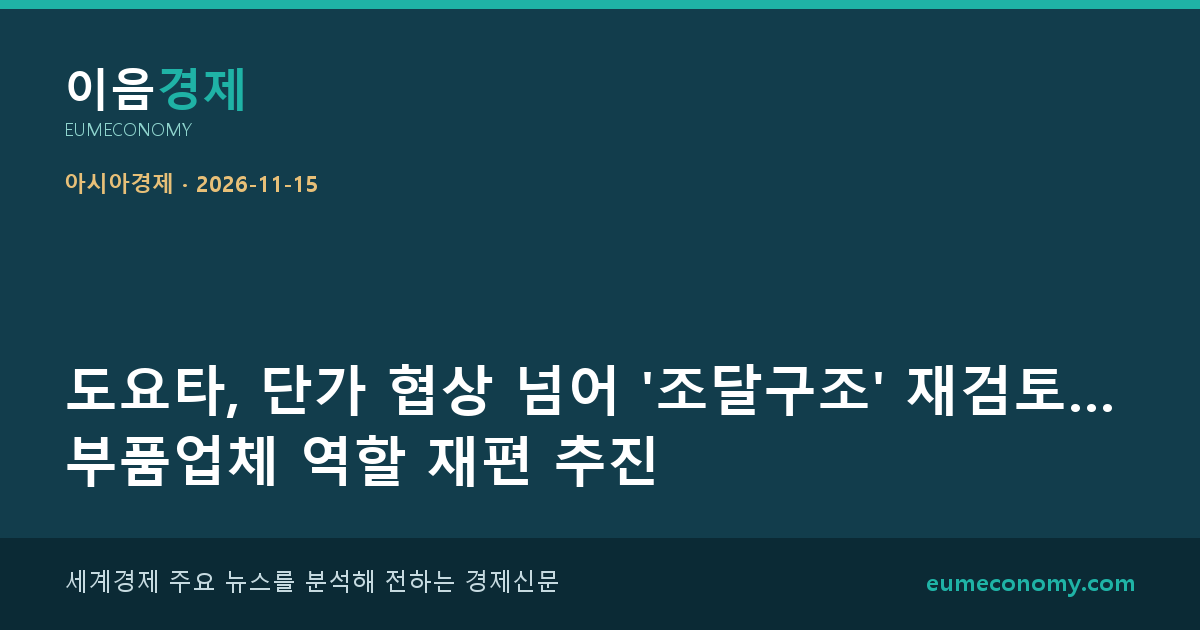 이음경제
EUMECONOMY
아시아경제 · 2026-11-15
도요타, 단가 협상 넘어 '조달구조' 재검토...
부품업체 역할 재편 추진
세계경제 주요 뉴스를 분석해 전하는 경제신문
eumeconomy.com